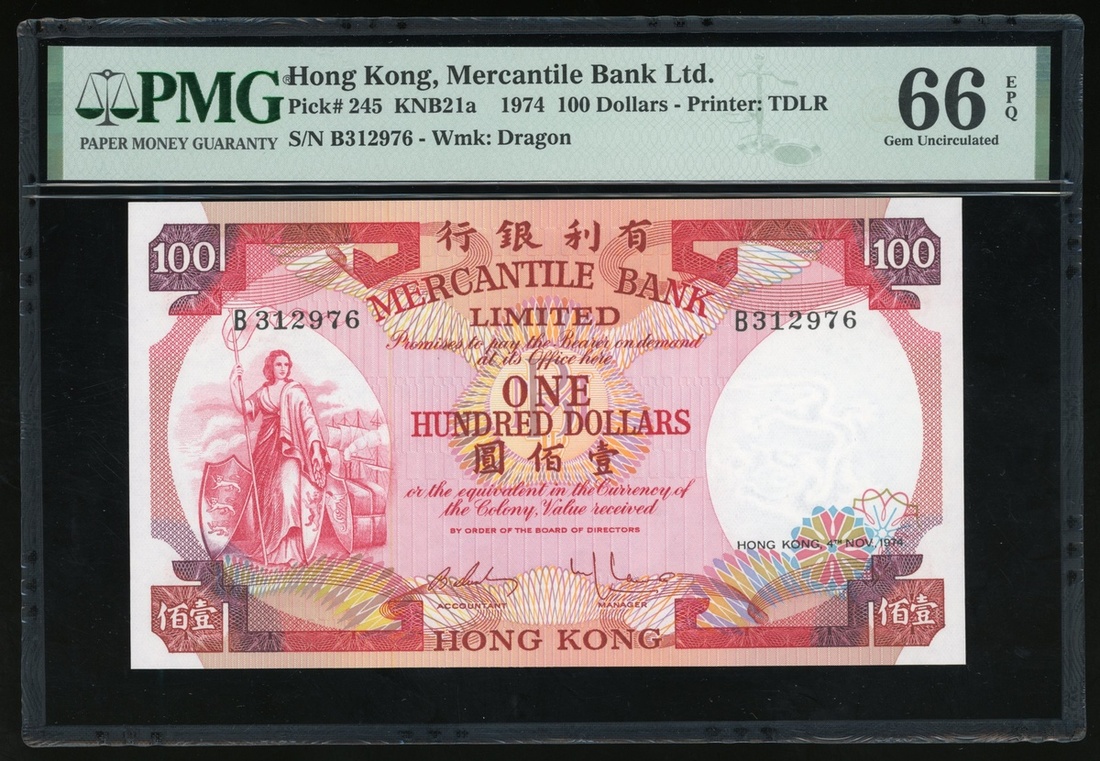 PMG®
PAPER MONEY GUARANTY
Hong Kong, Mercantile Bank Ltd.
Pick# 245 KNB21a 1974 100 Dollars - Printer: TDLR
S/N B312976 - Wmk: Dragon
66 EPQ
Gem Uncirculated
100
行銀利有
100
MERCANTILE BANK
LIMITED
B312976
B312976
Promises to pay the Bearer on demand
at its Office here
ONE
HUNDRED DOLLARS
圓佰壹
or the equivalent in the Currency of
the Colony, Value received
BY ORDER OF THE BOARD OF DIRECTORS
HONG KONG, 4TH NOV. 1974
ACCOUNTANT
MANAGER
佰壹
HONG KONG
佰壹